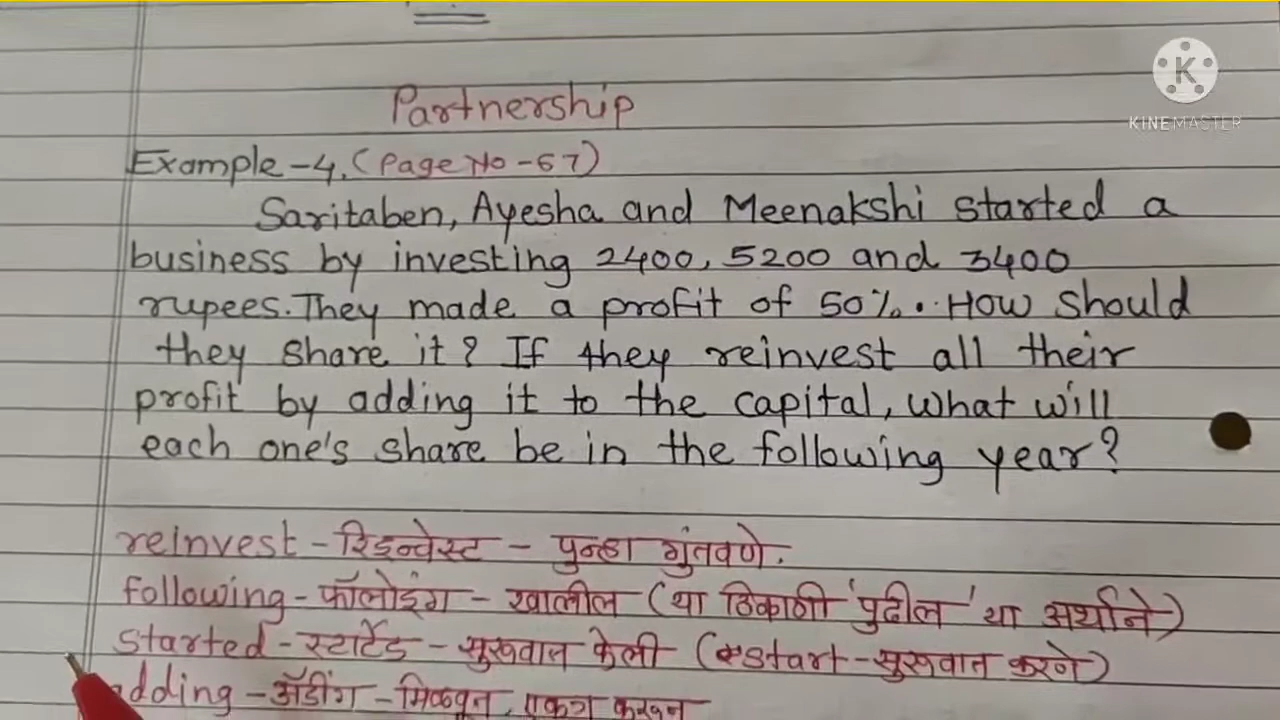 KINEMASTER
Partnership
Example-4. (Page No-67)
Saritaben, Ayesha and Meenakshi started a
business by investing 2400, 5200 and 3400
rupees. They made a profit of 50%. How should
they share it? If they reinvest all their
profit by adding it to the capital, what will
each one's share be in the following year?
reinvest - रिइन्वेस्ट - पुन्हा गुंतवणे.
following - फॉलोइंग - खालील (या ठिकाणी 'पुढील' या अर्थाने)
started - स्टार्टेड - सुरूवात केली (start - सुरूवात करणे)
adding - ॲडींग - मिळवून, एकत्र करून